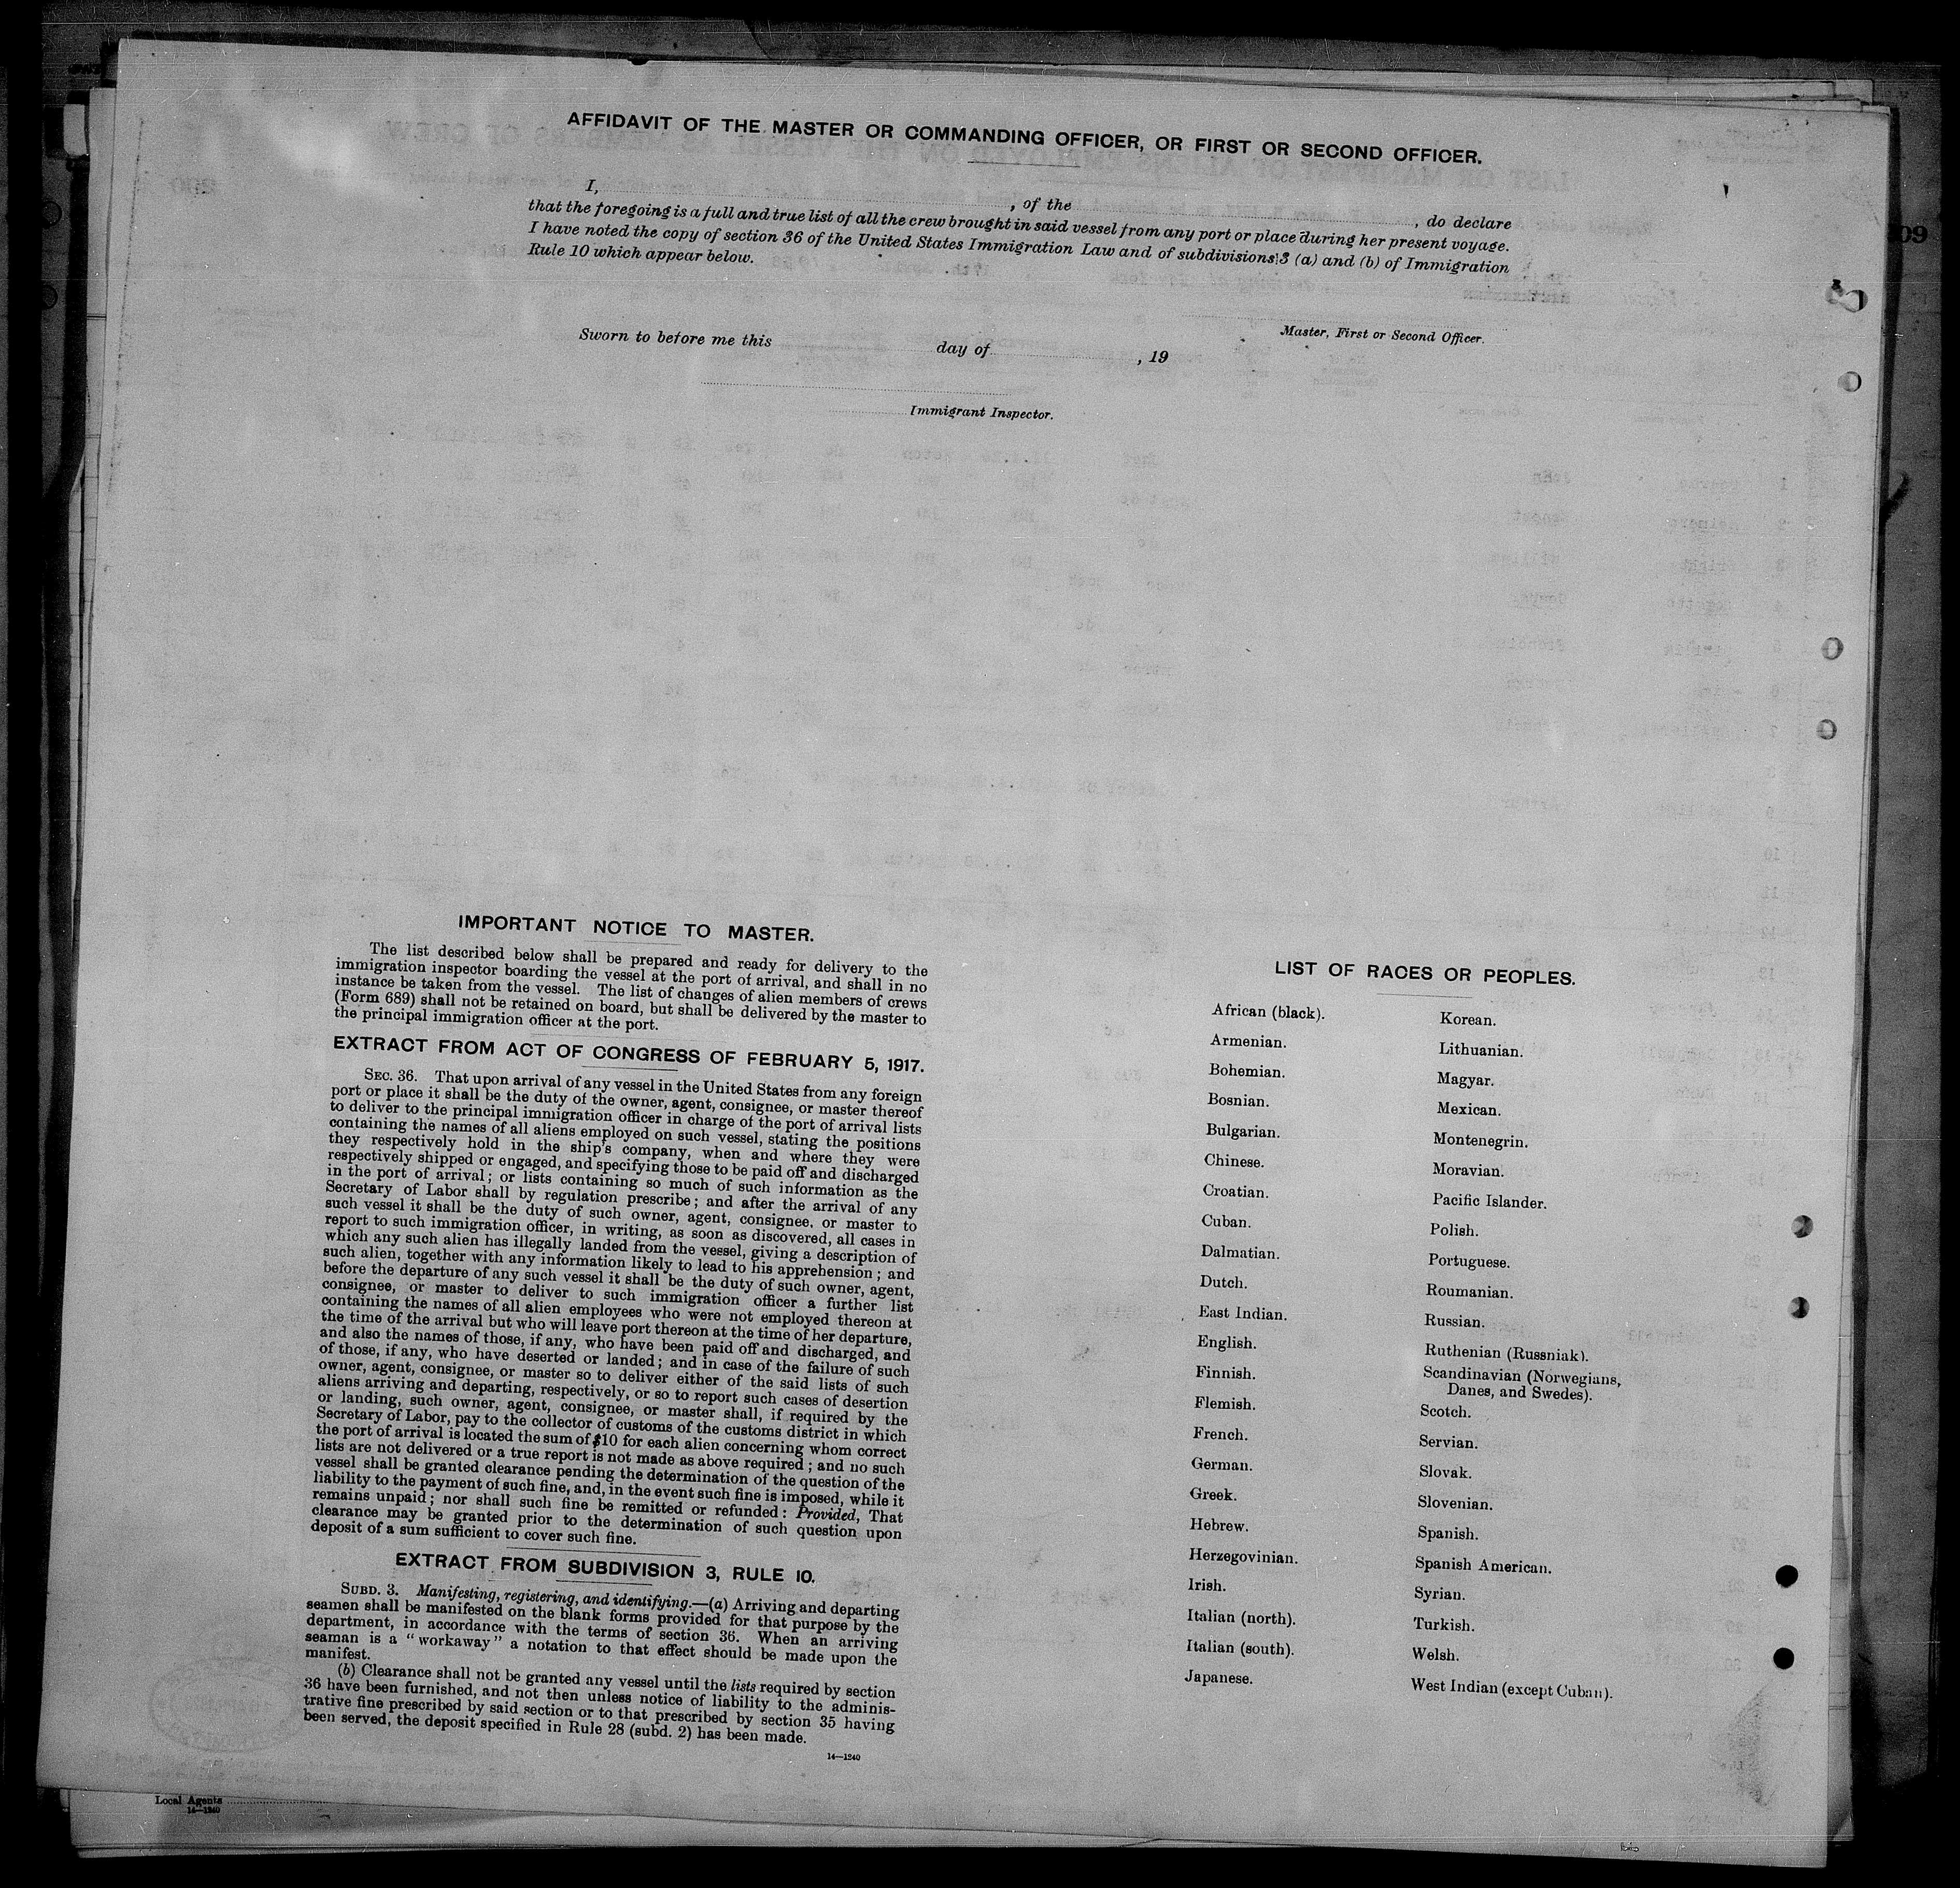 AFFIDAVIT OF THE MASTER OR COMMANDING OFFICER, OR FIRST OR SECOND OFFICER.
I, , of the , do declare
that the foregoing is a full and true list of all the crew brought in said vessel from any port or place during her present voyage.
I have noted the copy of section 36 of the United States Immigration Law and of subdivisions 3 (a) and (b) of Immigration
Rule 10 which appear below.
Master, First or Second Officer.
Sworn to before me this day of , 19
Immigrant Inspector.
09
IMPORTANT NOTICE TO MASTER.
The list described below shall be prepared and ready for delivery to the
immigration inspector boarding the vessel at the port of arrival, and shall in no
instance be taken from the vessel. The list of changes of alien members of crews
(Form 689) shall not be retained on board, but shall be delivered by the master to
the principal immigration officer at the port.
EXTRACT FROM ACT OF CONGRESS OF FEBRUARY 5, 1917.
SEC. 36. That upon arrival of any vessel in the United States from any foreign
port or place it shall be the duty of the owner, agent, consignee, or master thereof
to deliver to the principal immigration officer in charge of the port of arrival lists
containing the names of all aliens employed on such vessel, stating the positions
they respectively hold in the ship's company, when and where they were
respectively shipped or engaged, and specifying those to be paid off and discharged
in the port of arrival; or lists containing so much of such information as the
Secretary of Labor shall by regulation prescribe; and after the arrival of any
such vessel it shall be the duty of such owner, agent, consignee, or master to
report to such immigration officer, in writing, as soon as discovered, all cases in
which any such alien has illegally landed from the vessel, giving a description of
such alien, together with any information likely to lead to his apprehension; and
before the departure of any such vessel it shall be the duty of such owner, agent,
consignee, or master to deliver to such immigration officer a further list
containing the names of all alien employees who were not employed thereon at
the time of the arrival but who will leave port thereon at the time of her departure,
and also the names of those, if any, who have been paid off and discharged, and
of those, if any, who have deserted or landed; and in case of the failure of such
owner, agent, consignee, or master so to deliver either of the said lists of such
aliens arriving and departing, respectively, or so to report such cases of desertion
or landing, such owner, agent, consignee, or master shall, if required by the
Secretary of Labor, pay to the collector of customs of the customs district in which
the port of arrival is located the sum of $10 for each alien concerning whom correct
lists are not delivered or a true report is not made as above required; and no such
vessel shall be granted clearance pending the determination of the question of the
liability to the payment of such fine, and, in the event such fine is imposed, while it
remains unpaid; nor shall such fine be remitted or refunded: Provided, That
clearance may be granted prior to the determination of such question upon
deposit of a sum sufficient to cover such fine.
EXTRACT FROM SUBDIVISION 3, RULE 10.
SUBD. 3. Manifesting, registering, and identifying.—(a) Arriving and departing
seamen shall be manifested on the blank forms provided for that purpose by the
department, in accordance with the terms of section 36. When an arriving
seaman is a "workaway" a notation to that effect should be made upon the
manifest.
(b) Clearance shall not be granted any vessel until the lists required by section
36 have been furnished, and not then unless notice of liability to the adminis-
trative fine prescribed by said section or to that prescribed by section 35 having
been served, the deposit specified in Rule 28 (subd. 2) has been made.
14—1240
LIST OF RACES OR PEOPLES.
African (black).
Armenian.
Bohemian.
Bosnian.
Bulgarian.
Chinese.
Croatian.
Cuban.
Dalmatian.
Dutch.
East Indian.
English.
Finnish.
Flemish.
French.
German.
Greek.
Hebrew.
Herzegovinian.
Irish.
Italian (north).
Italian (south).
Japanese.
Korean.
Lithuanian.
Magyar.
Mexican.
Montenegrin.
Moravian.
Pacific Islander.
Polish.
Portuguese.
Roumanian.
Russian.
Ruthenian (Russniak).
Scandinavian (Norwegians,
Danes, and Swedes).
Scotch.
Servian.
Slovak.
Slovenian.
Spanish.
Spanish American.
Syrian.
Turkish.
Welsh.
West Indian (except Cuban).
Local Agents
14—1240